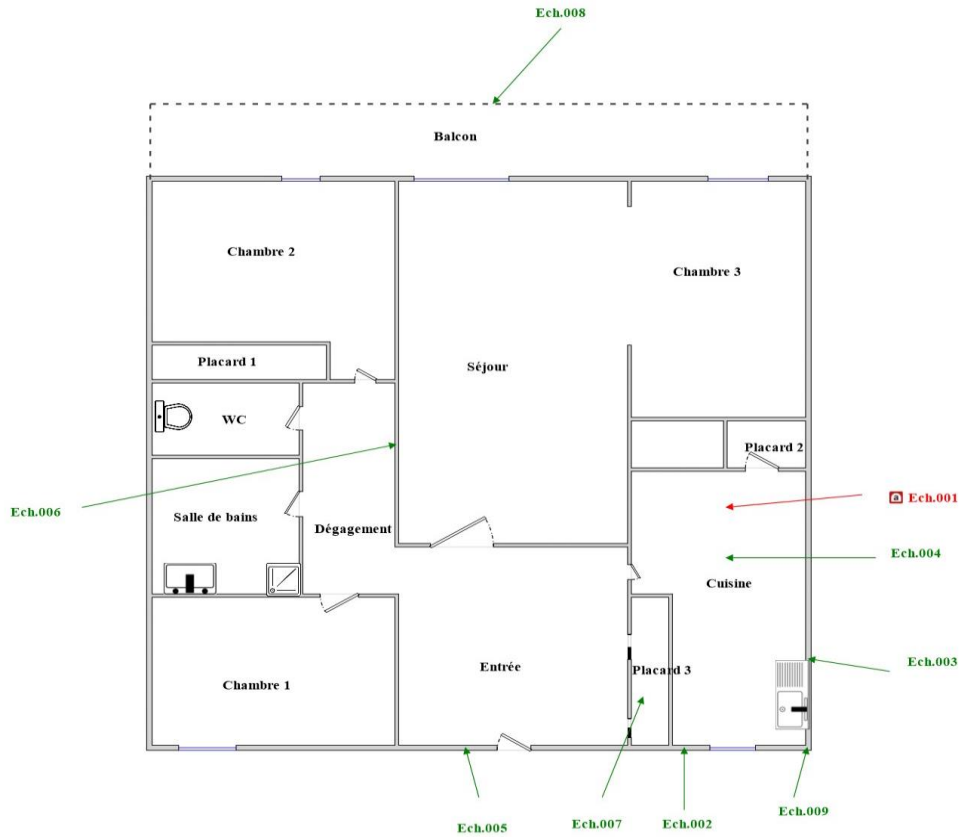 Ech.008
Balcon
Chambre 2
Chambre 3
Placard 1
Séjour
WC
Placard 2
a Ech.001
Ech.006
Salle de bains
Dégagement
Ech.004
Cuisine
Ech.003
Entrée
Placard 3
Chambre 1
Ech.009
Ech.007
Ech.002
Ech.005